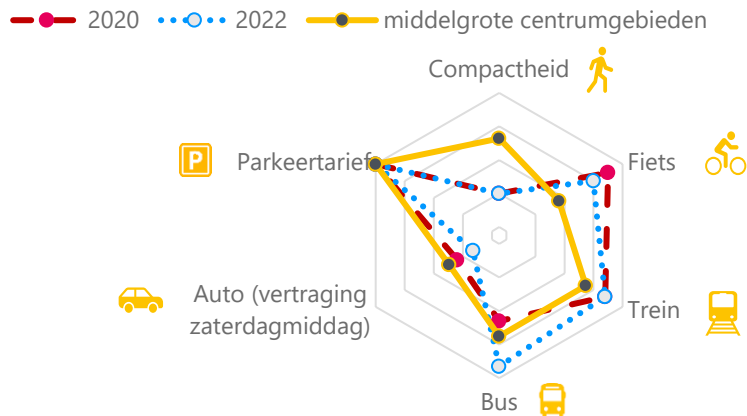 2020 2022 middelgrote centrumgebieden
Compactheid
P Parkeertarief Fiets
Auto (vertraging
zaterdagmiddag)
Trein
Bus